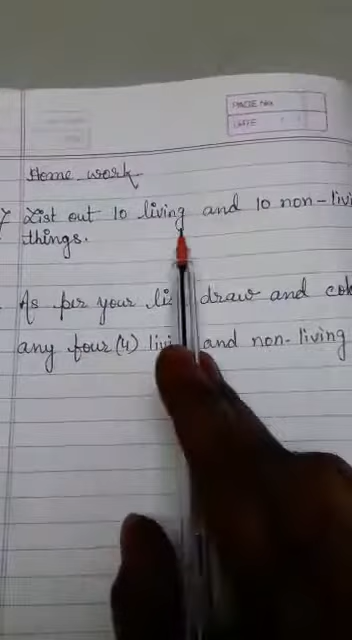 PAGE No.
DATE
Home work
List out 10 living and 10 non-livi
things.
As per your draw and
any four (4) and non-living